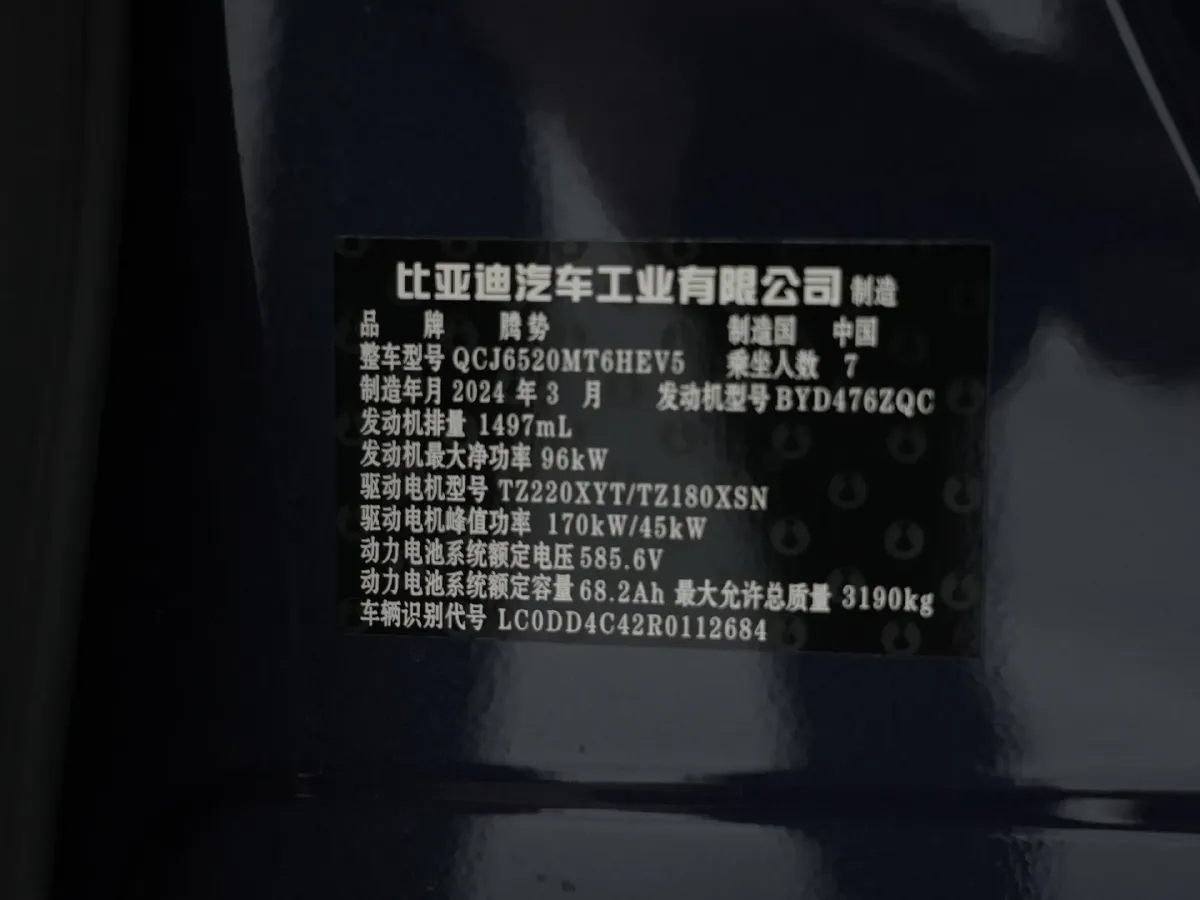 比亚迪汽车工业有限公司 制造
品 牌 腾势 制造国 中国
整车型号 QCJ6520MT6HEV5 乘坐人数 7
制造年月 2024 年 3 月 发动机型号 BYD476ZQC
发动机排量 1497mL
发动机最大净功率 96kW
驱动电机型号 TZ220XYT/TZ180XSN
驱动电机峰值功率 170kW/45kW
动力电池系统额定电压 585.6V
动力电池系统额定容量 68.2Ah 最大允许总质量 3190kg
车辆识别代号 LC0DD4C42R0112684